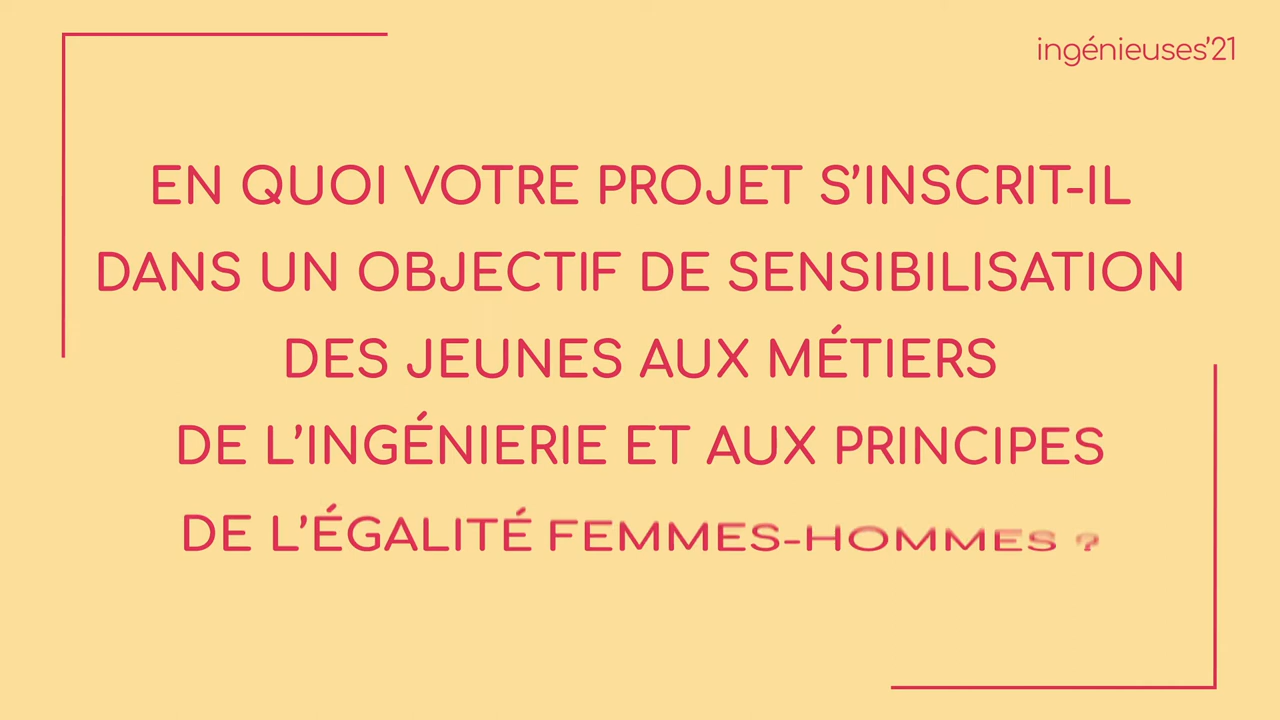 ingénieuses’21
EN QUOI VOTRE PROJET S’INSCRIT-IL
DANS UN OBJECTIF DE SENSIBILISATION
DES JEUNES AUX MÉTIERS
DE L’INGÉNIERIE ET AUX PRINCIPES
DE L’ÉGALITÉ FEMMES-HOMMES ?